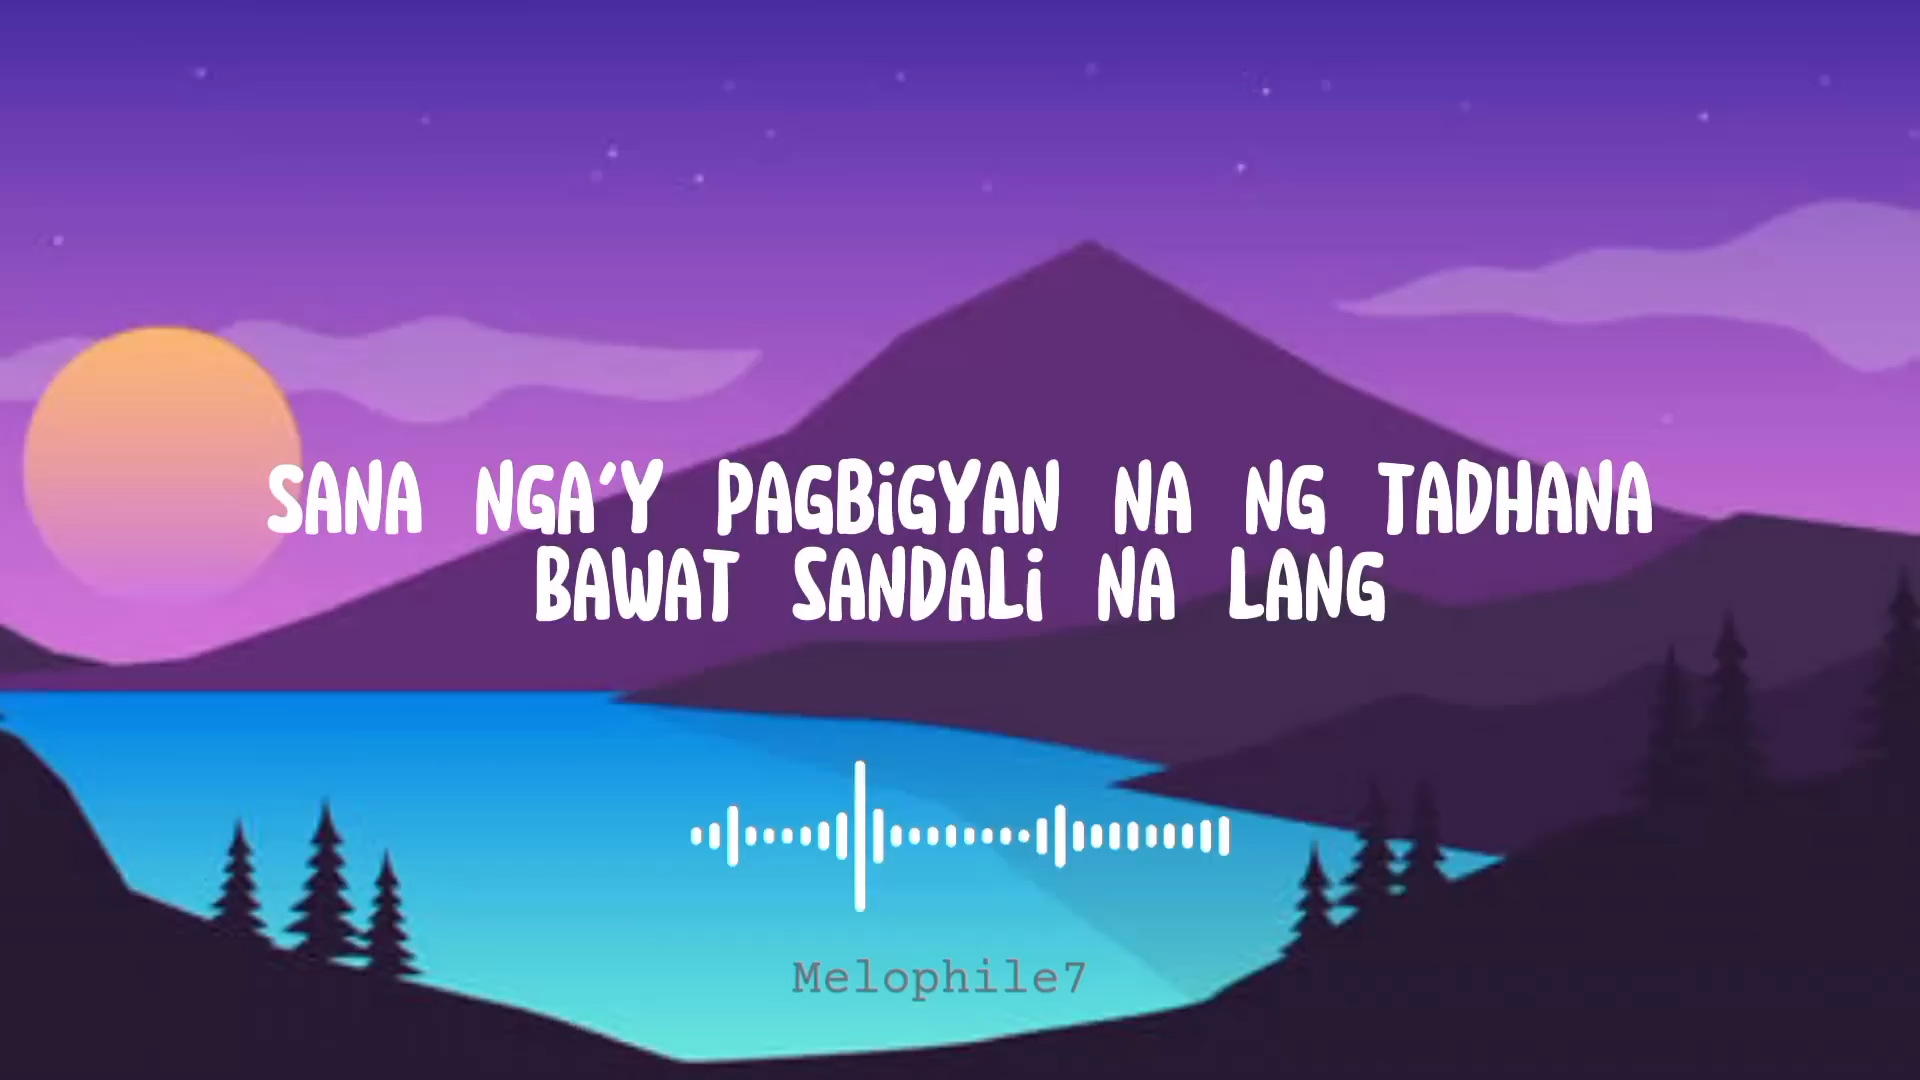 SANA NGA'Y PAGBIGYAN NA NG TADHANA
BAWAT SANDALI NA LANG
Melophile7